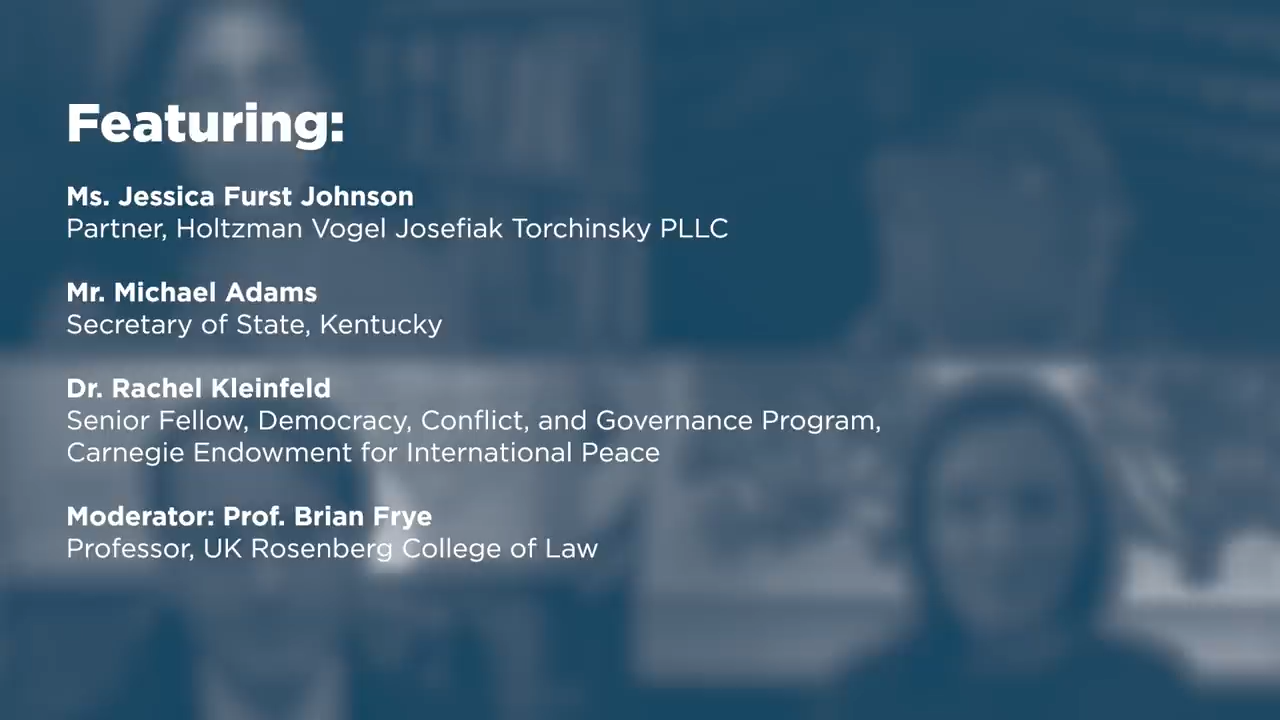 Featuring:
Ms. Jessica Furst Johnson
Partner, Holtzman Vogel Josefiak Torchinsky PLLC
Mr. Michael Adams
Secretary of State, Kentucky
Dr. Rachel Kleinfeld
Senior Fellow, Democracy, Conflict, and Governance Program,
Carnegie Endowment for International Peace
Moderator: Prof. Brian Frye
Professor, UK Rosenberg College of Law